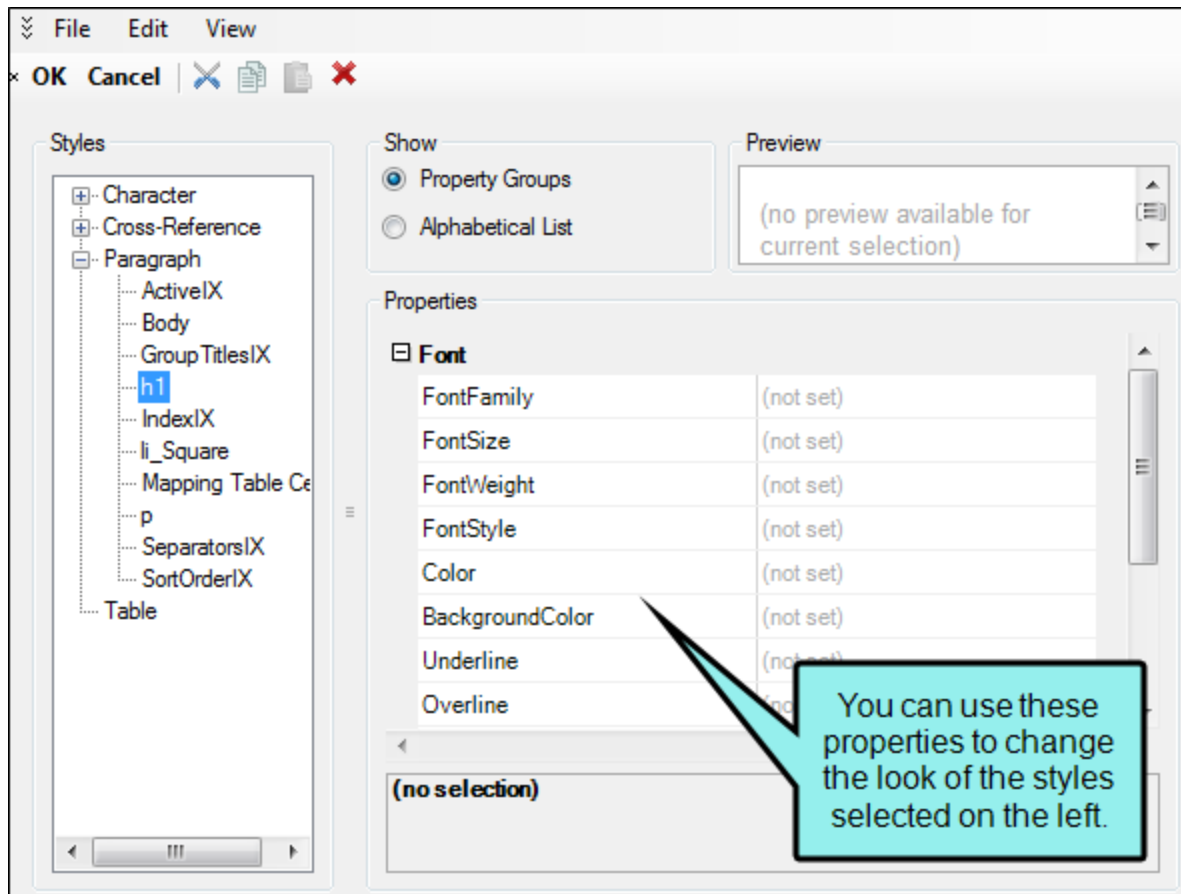 File Edit View
OK Cancel
Styles
Character
Cross-Reference
Paragraph
ActiveIX
Body
GroupTitlesIX
h1
IndexIX
li_Square
Mapping Table Ce
p
SeparatorsIX
SortOrderIX
Table
Show
Property Groups
Alphabetical List
Preview
(no preview available for
current selection)
Properties
Font
FontFamily (not set)
FontSize (not set)
FontWeight (not set)
FontStyle (not set)
Color (not set)
BackgroundColor (not set)
Underline
Overline
(no selection)
You can use these
properties to change
the look of the styles
selected on the left.